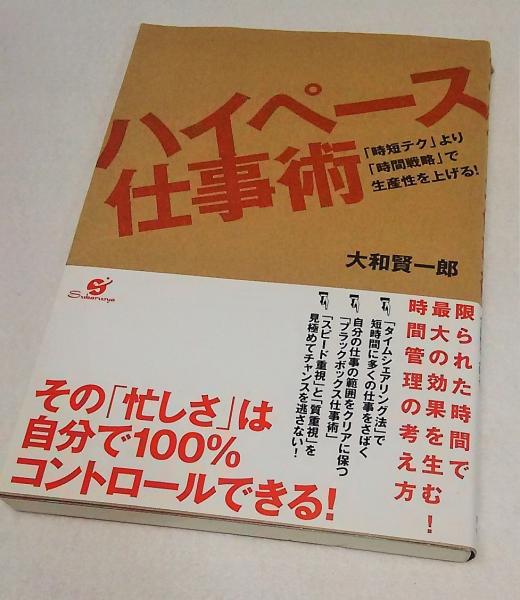 ハイペース
仕事術
「時短テク」より
「時間戦略」で
生産性を上げる!
大和賢一郎
限られた時間で
最大の効果を生む!
時間管理の考え方
「タイムシェアリング法」で
短時間に多くの仕事をさばく
自分の仕事の範囲をクリアに保つ
「ブラックボックス仕事術」
「スピード重視」と「質重視」を
見極めてチャンスを逃さない!
その「忙しさ」は
自分で100%
コントロールできる!
Subarusya